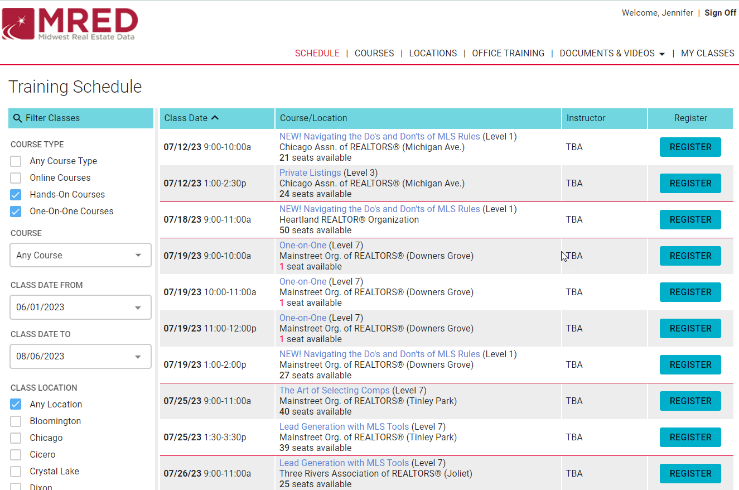 MRED
Midwest Real Estate Data
Welcome, Jennifer | Sign Off
SCHEDULE | COURSES | LOCATIONS | OFFICE TRAINING | DOCUMENTS & VIDEOS | MY CLASSES
Training Schedule
Filter Classes
COURSE TYPE
Any Course Type
Online Courses
Hands-On Courses
One-On-One Courses
COURSE
Any Course
CLASS DATE FROM
06/01/2023
CLASS DATE TO
08/06/2023
CLASS LOCATION
Any Location
Bloomington
Chicago
Cicero
Crystal Lake
Dixon
Class Date Course/Location Instructor Register
NEW! Navigating the Do's and Don'ts of MLS Rules (Level 1)
07/12/23 9:00-10:00a Chicago Assn. of REALTORS® (Michigan Ave.) TBA REGISTER
21 seats available
Private Listings (Level 3)
07/12/23 1:00-2:30p Chicago Assn. of REALTORS® (Michigan Ave.) TBA REGISTER
24 seats available
NEW! Navigating the Do's and Don'ts of MLS Rules (Level 1)
07/18/23 9:00-11:00a Heartland REALTOR® Organization TBA REGISTER
50 seats available
One-on-One (Level 7)
07/19/23 9:00-10:00a Mainstreet Org. of REALTORS® (Downers Grove) TBA REGISTER
1 seat available
One-on-One (Level 7)
07/19/23 10:00-11:00a Mainstreet Org. of REALTORS® (Downers Grove) TBA REGISTER
1 seat available
One-on-One (Level 7)
07/19/23 11:00-12:00p Mainstreet Org. of REALTORS® (Downers Grove) TBA REGISTER
1 seat available
NEW! Navigating the Do's and Don'ts of MLS Rules (Level 1)
07/19/23 1:00-2:00p Mainstreet Org. of REALTORS® (Downers Grove) TBA REGISTER
27 seats available
The Art of Selecting Comps (Level 7)
07/25/23 9:00-11:00a Mainstreet Org. of REALTORS® (Tinley Park) TBA REGISTER
40 seats available
Lead Generation with MLS Tools (Level 7)
07/25/23 1:30-3:30p Mainstreet Org. of REALTORS® (Tinley Park) TBA REGISTER
39 seats available
Lead Generation with MLS Tools (Level 7)
07/26/23 9:00-11:00a Three Rivers Association of REALTORS® (Joliet) TBA REGISTER
25 seats available